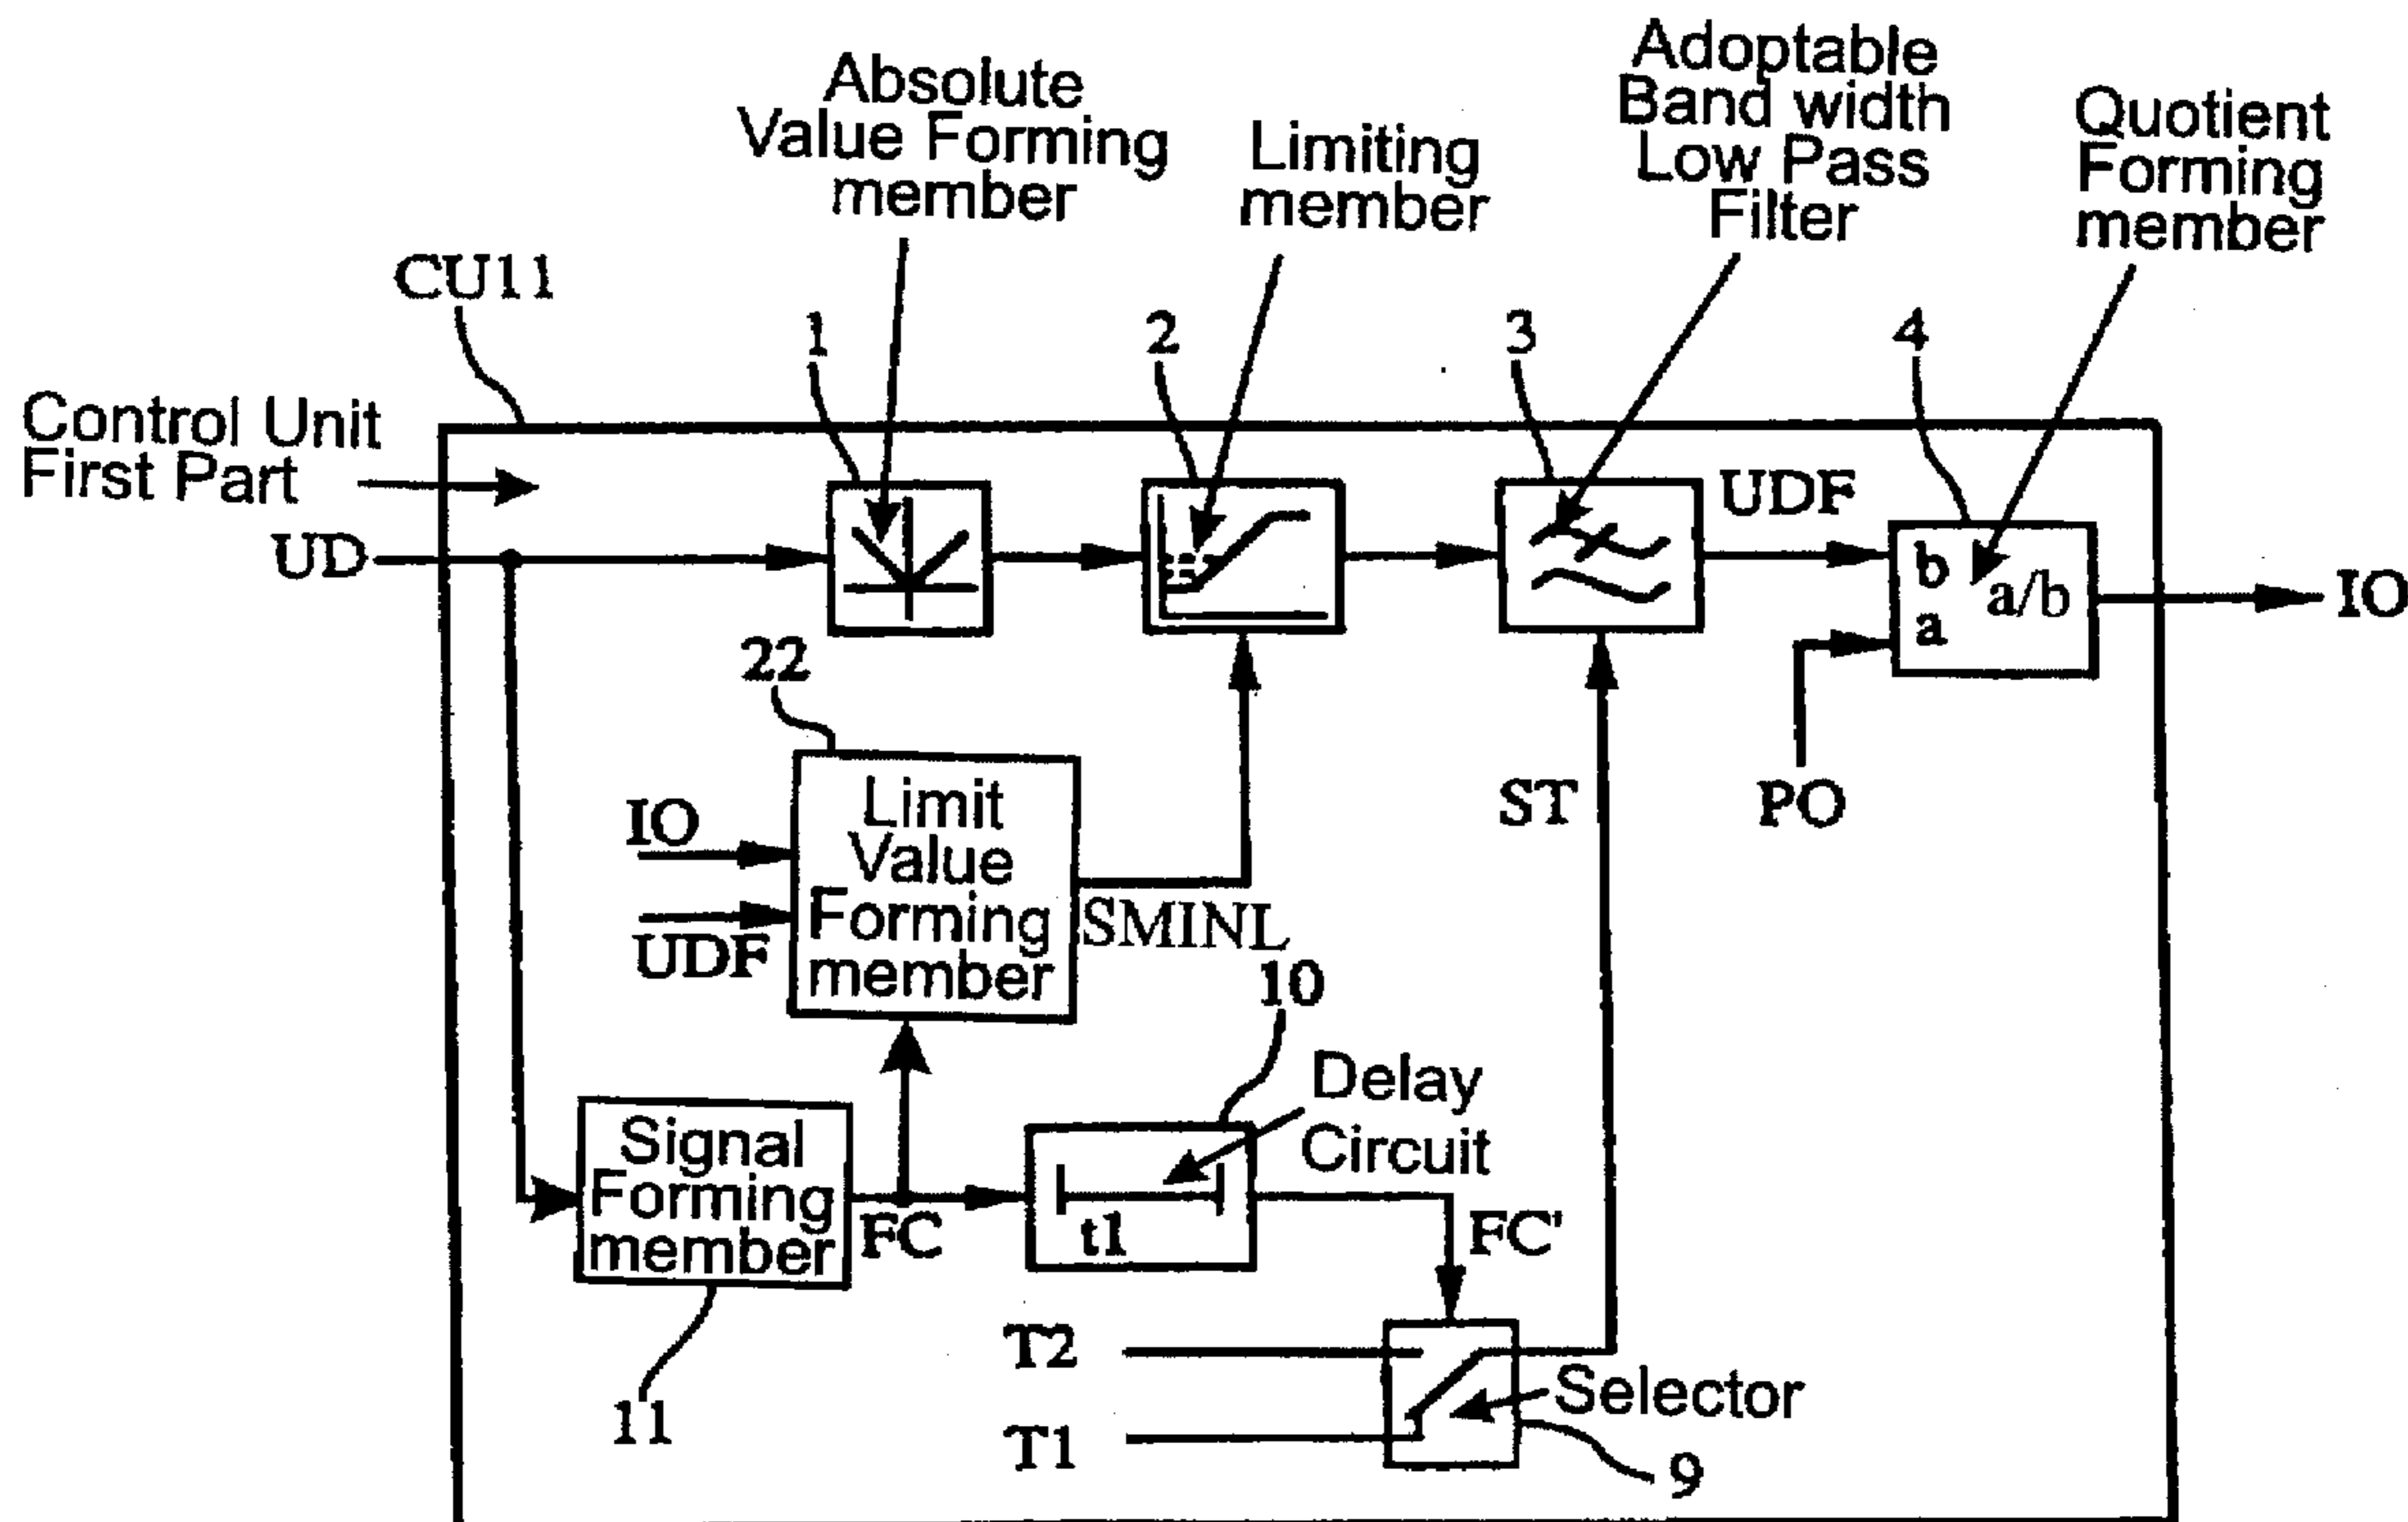 Absolute
Value Forming
member
Limiting
member
Adoptable
Band width
Low Pass
Filter
Quotient
Forming
member
CU11
1
2
3
4
Control Unit
First Part
UD
UDF
b
a
a/b
IO
22
IO
UDF
Limit
Value
Forming
member
SMINL
ST
PO
10
Delay
Circuit
Signal
Forming
member
FC
t1
FC'
11
T2
T1
Selector
9